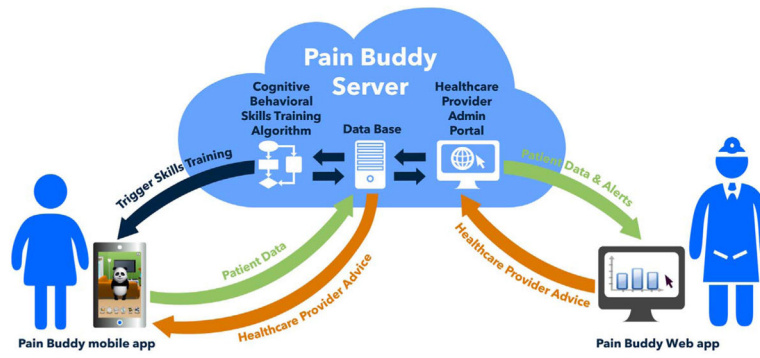 Pain Buddy
Server
Cognitive
Behavioral
Skills Training
Algorithm
Data Base
Healthcare
Provider
Admin
Portal
Trigger Skills Training
Patient Data & Alerts
Patient Data
Healthcare Provider Advice
Healthcare Provider Advice
Pain Buddy mobile app
Pain Buddy Web app